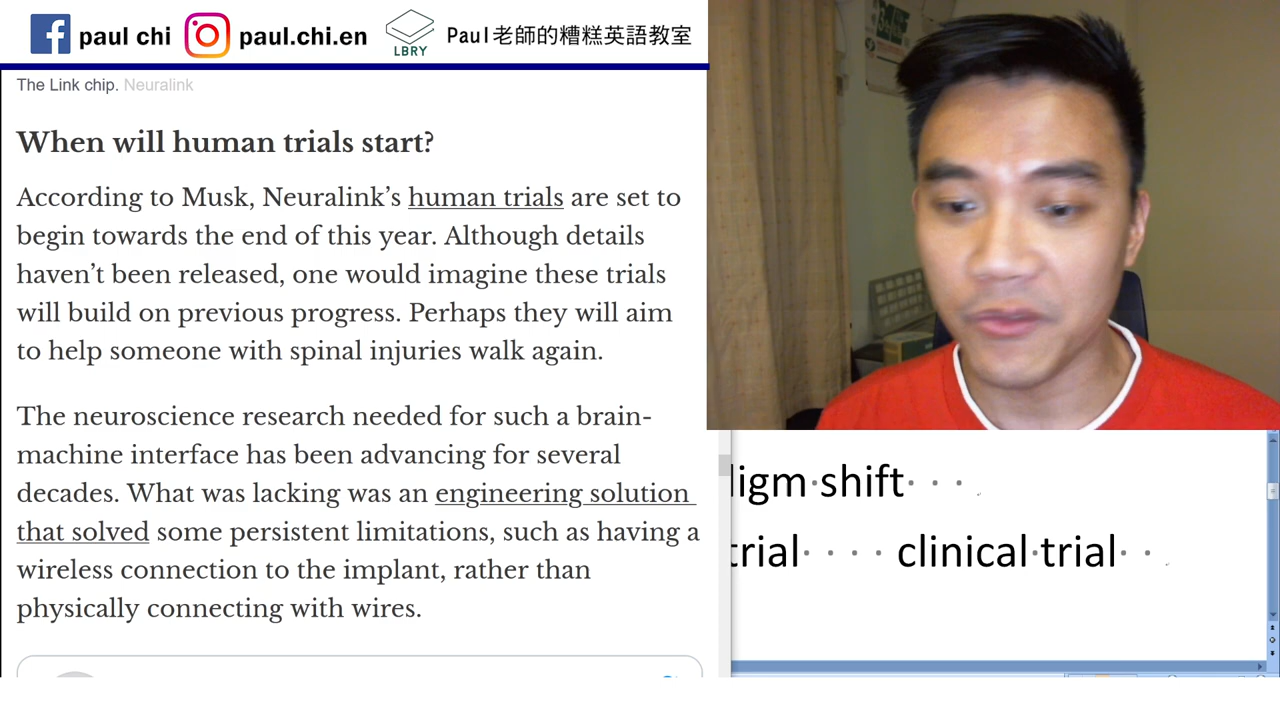 paul chi paul.chi.en LBRY Paul老師的糟糕英語教室
The Link chip. Neuralink
When will human trials start?
According to Musk, Neuralink’s human trials are set to
begin towards the end of this year. Although details
haven’t been released, one would imagine these trials
will build on previous progress. Perhaps they will aim
to help someone with spinal injuries walk again.
The neuroscience research needed for such a brain-
machine interface has been advancing for several
decades. What was lacking was an engineering solution
that solved some persistent limitations, such as having a
wireless connection to the implant, rather than
physically connecting with wires.
digm shift
trial clinical trial